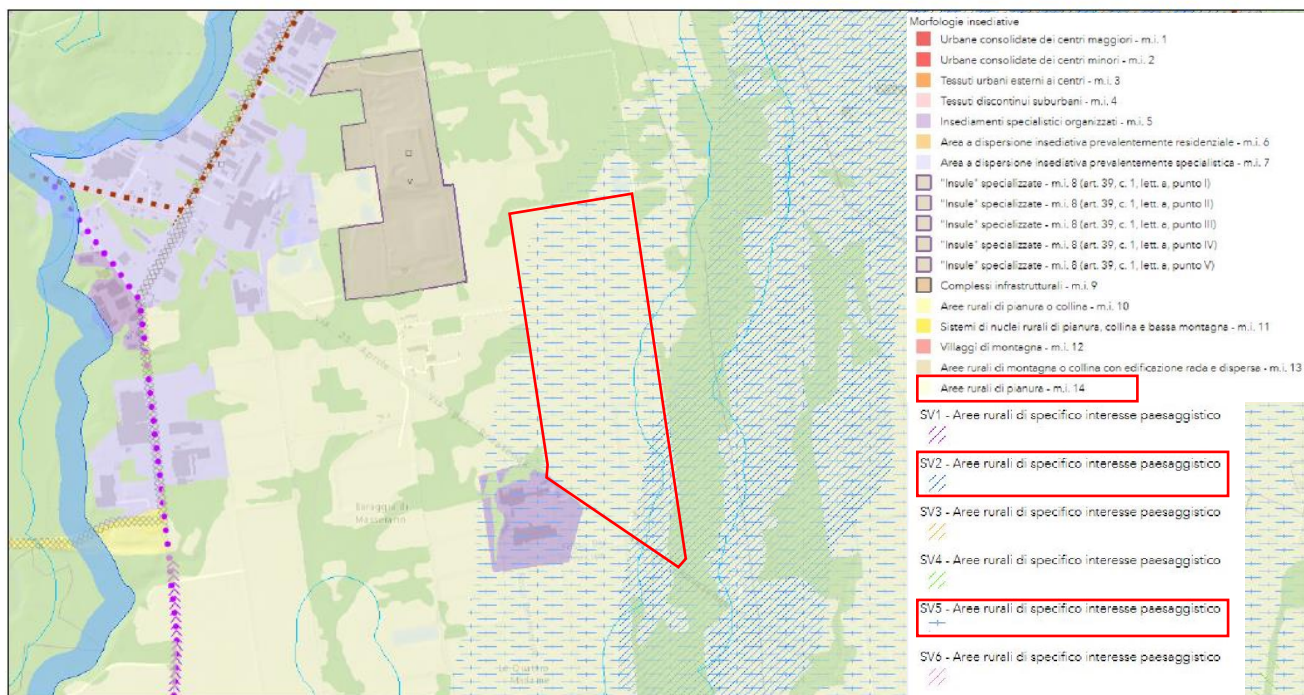 Morfologie insediative
Urbane consolidate dei centri maggiori - m.i. 1
Urbane consolidate dei centri minori - m.i. 2
Tessuti urbani esterni ai centri - m.i. 3
Tessuti discontinui suburbani - m.i. 4
Insediamenti specialistici organizzati - m.i. 5
Area a dispersione insediativa prevalentemente residenziale - m.i. 6
Area a dispersione insediativa prevalentemente specialistica - m.i. 7
"Insule" specializzate - m.i. 8 (art. 39, c. 1, lett. a, punto I)
"Insule" specializzate - m.i. 8 (art. 39, c. 1, lett. a, punto II)
"Insule" specializzate - m.i. 8 (art. 39, c. 1, lett. a, punto III)
"Insule" specializzate - m.i. 8 (art. 39, c. 1, lett. a, punto IV)
"Insule" specializzate - m.i. 8 (art. 39, c. 1, lett. a, punto V)
Complessi infrastrutturali - m.i. 9
Aree rurali di pianura o collina - m.i. 10
Sistemi di nuclei rurali di pianura, collina e bassa montagna - m.i. 11
Villaggi di montagna - m.i. 12
Aree rurali di montagna o collina con edificazione rada e dispersa - m.i. 13
Aree rurali di pianura - m.i. 14
SV1 - Aree rurali di specifico interesse paesaggistico
SV2 - Aree rurali di specifico interesse paesaggistico
SV3 - Aree rurali di specifico interesse paesaggistico
SV4 - Aree rurali di specifico interesse paesaggistico
SV5 - Aree rurali di specifico interesse paesaggistico
SV6 - Aree rurali di specifico interesse paesaggistico
Via 25 Aprile
Baraggia di